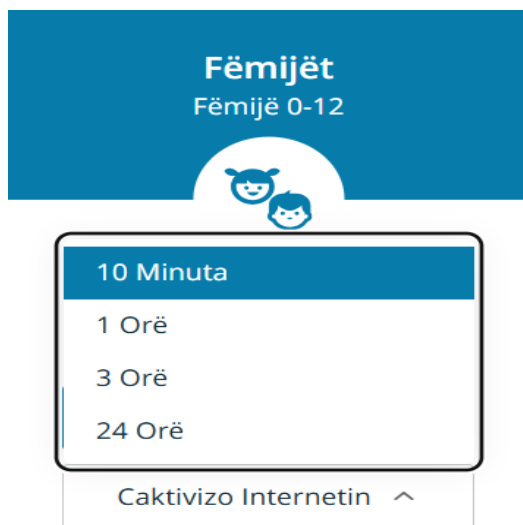 Fëmijët
Fëmijë 0-12
10 Minuta
1 Orë
3 Orë
24 Orë
Caktivizo Internetin